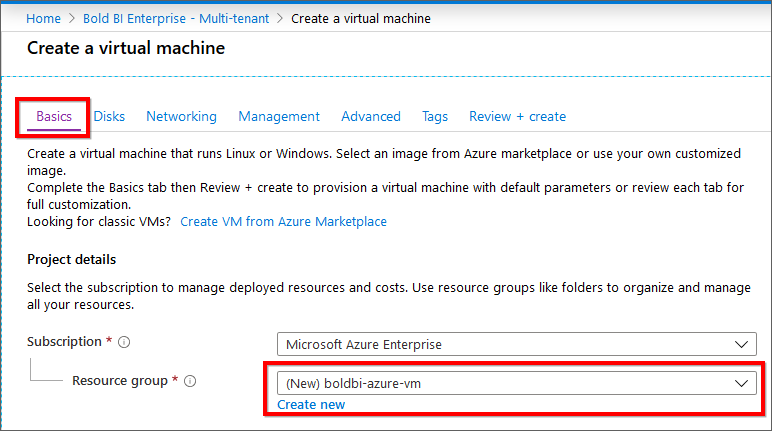 Home > Bold BI Enterprise - Multi-tenant > Create a virtual machine
Create a virtual machine
Basics Disks Networking Management Advanced Tags Review + create
Create a virtual machine that runs Linux or Windows. Select an image from Azure marketplace or use your own customized
image.
Complete the Basics tab then Review + create to provision a virtual machine with default parameters or review each tab for
full customization.
Looking for classic VMs? Create VM from Azure Marketplace
Project details
Select the subscription to manage deployed resources and costs. Use resource groups like folders to organize and manage
all your resources.
Subscription * Microsoft Azure Enterprise
Resource group * (New) boldbi-azure-vm
Create new